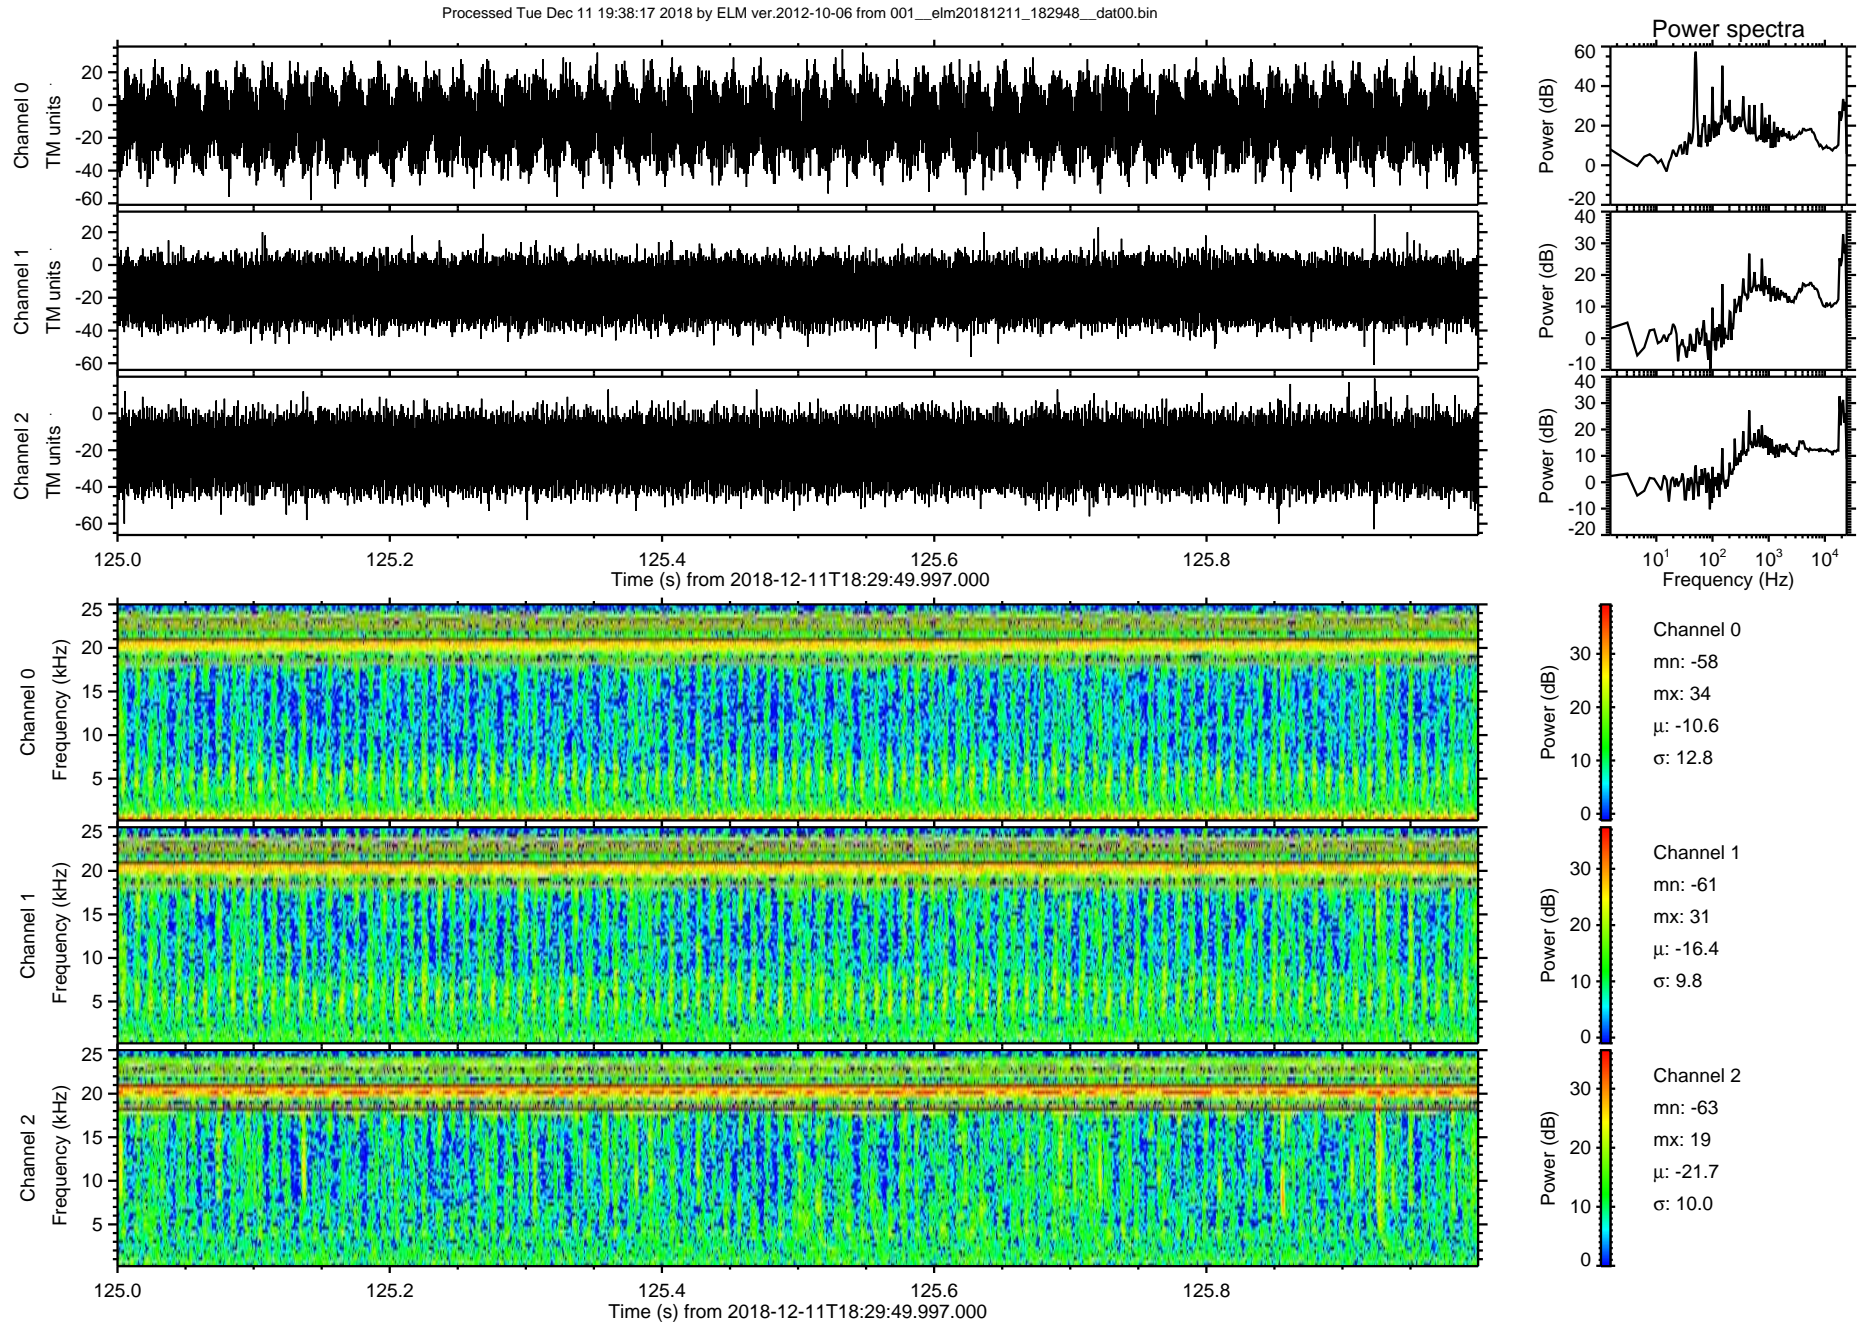 Processed Tue Dec 11 19:38:17 2018 by ELM ver.2012-10-06 from 001__elm20181211_182948__dat00.bin
Power spectra
Channel 0
TM units
20
0
-20
-40
-60
Power (dB)
60
40
20
0
-20
Channel 1
TM units
20
0
-20
-40
-60
Power (dB)
40
30
20
10
0
-10
Channel 2
TM units
0
-20
-40
-60
Power (dB)
40
30
20
10
0
-10
-20
125.0 125.2 125.4 125.6 125.8
Time (s) from 2018-12-11T18:29:49.997.000
10¹ 10² 10³ 10⁴
Frequency (Hz)
Channel 0
Frequency (kHz)
25
20
15
10
5
Power (dB)
30
20
10
0
Channel 0
mn: -58
mx: 34
μ: -10.6
σ: 12.8
Channel 1
Frequency (kHz)
25
20
15
10
5
Power (dB)
30
20
10
0
Channel 1
mn: -61
mx: 31
μ: -16.4
σ: 9.8
Channel 2
Frequency (kHz)
25
20
15
10
5
Power (dB)
30
20
10
0
Channel 2
mn: -63
mx: 19
μ: -21.7
σ: 10.0
125.0 125.2 125.4 125.6 125.8
Time (s) from 2018-12-11T18:29:49.997.000